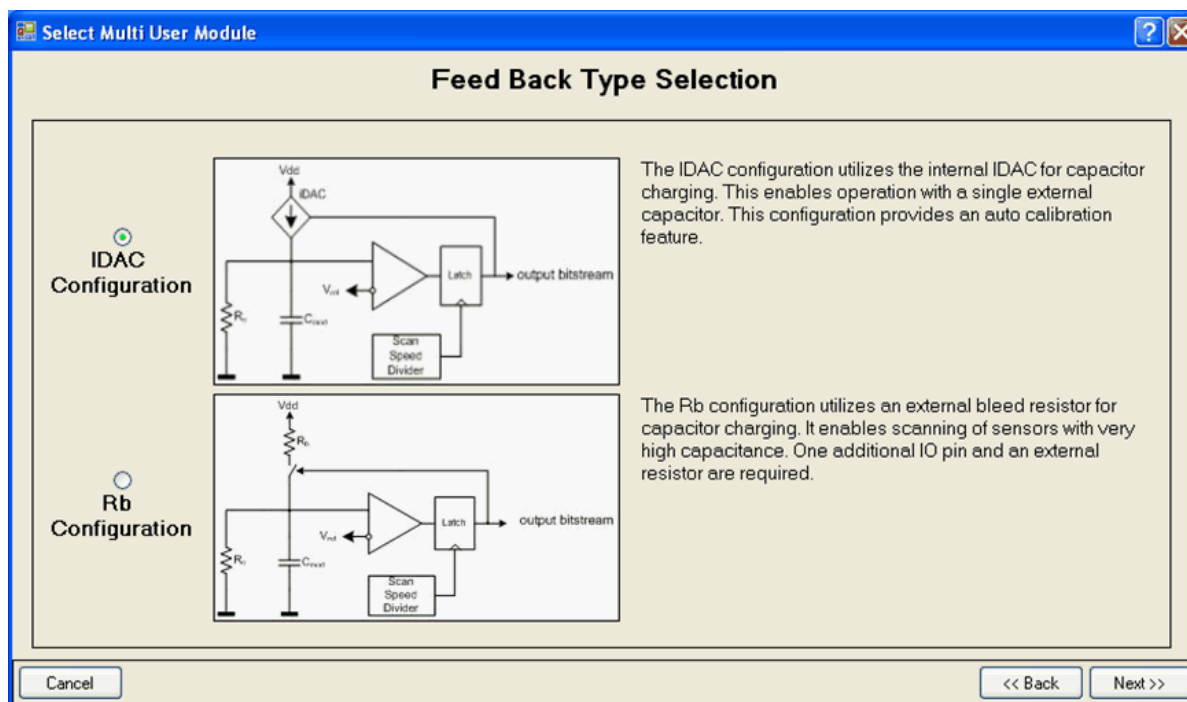 Select Multi User Module
Feed Back Type Selection
IDAC
Configuration
Vdd
iDAC
Latch
output bitstream
Vref
Cmod
Scan
Speed
Divider
The IDAC configuration utilizes the internal IDAC for capacitor
charging. This enables operation with a single external
capacitor. This configuration provides an auto calibration
feature.
Rb
Configuration
Vdd
Rb
Latch
output bitstream
Vref
Cmod
Scan
Speed
Divider
The Rb configuration utilizes an external bleed resistor for
capacitor charging. It enables scanning of sensors with very
high capacitance. One additional IO pin and an external
resistor are required.
Cancel
<< Back
Next >>